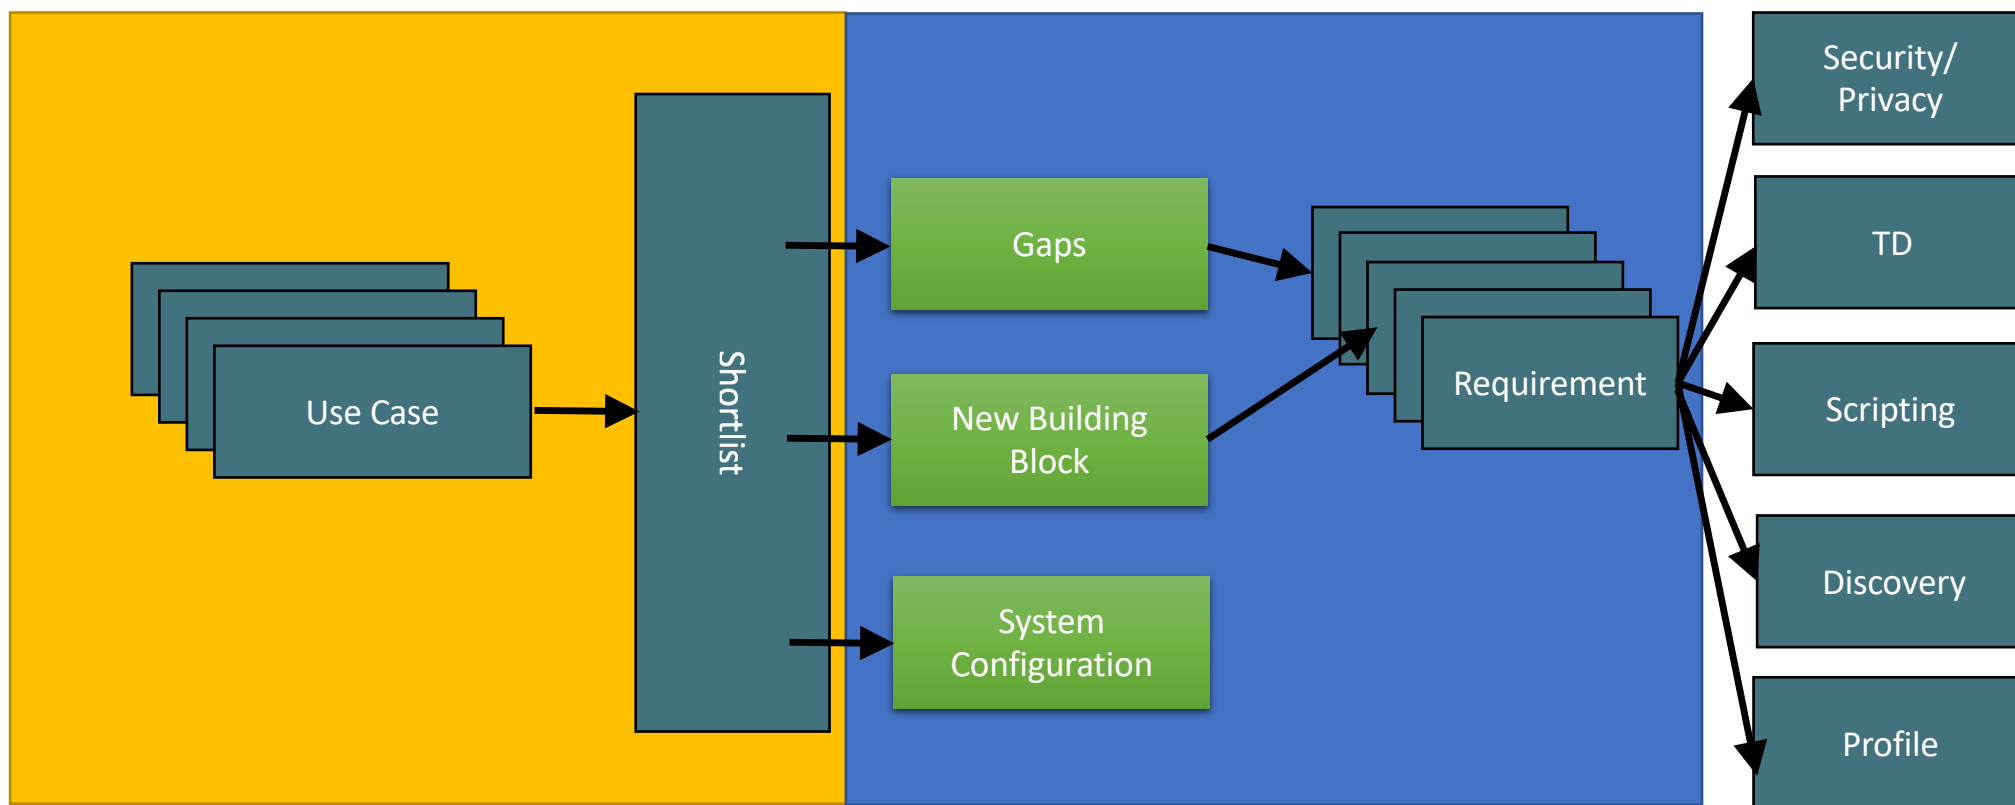 Use Case
Shortlist
Gaps
New Building
Block
System
Configuration
Requirement
Security/
Privacy
TD
Scripting
Discovery
Profile